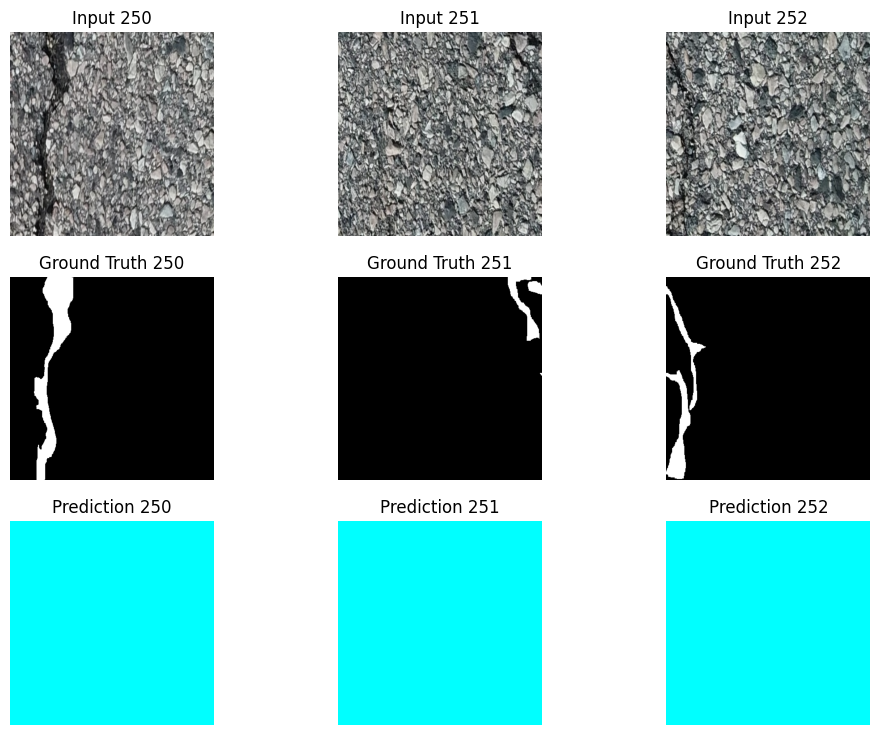 Input 250
Input 251
Input 252
Ground Truth 250
Ground Truth 251
Ground Truth 252
Prediction 250
Prediction 251
Prediction 252